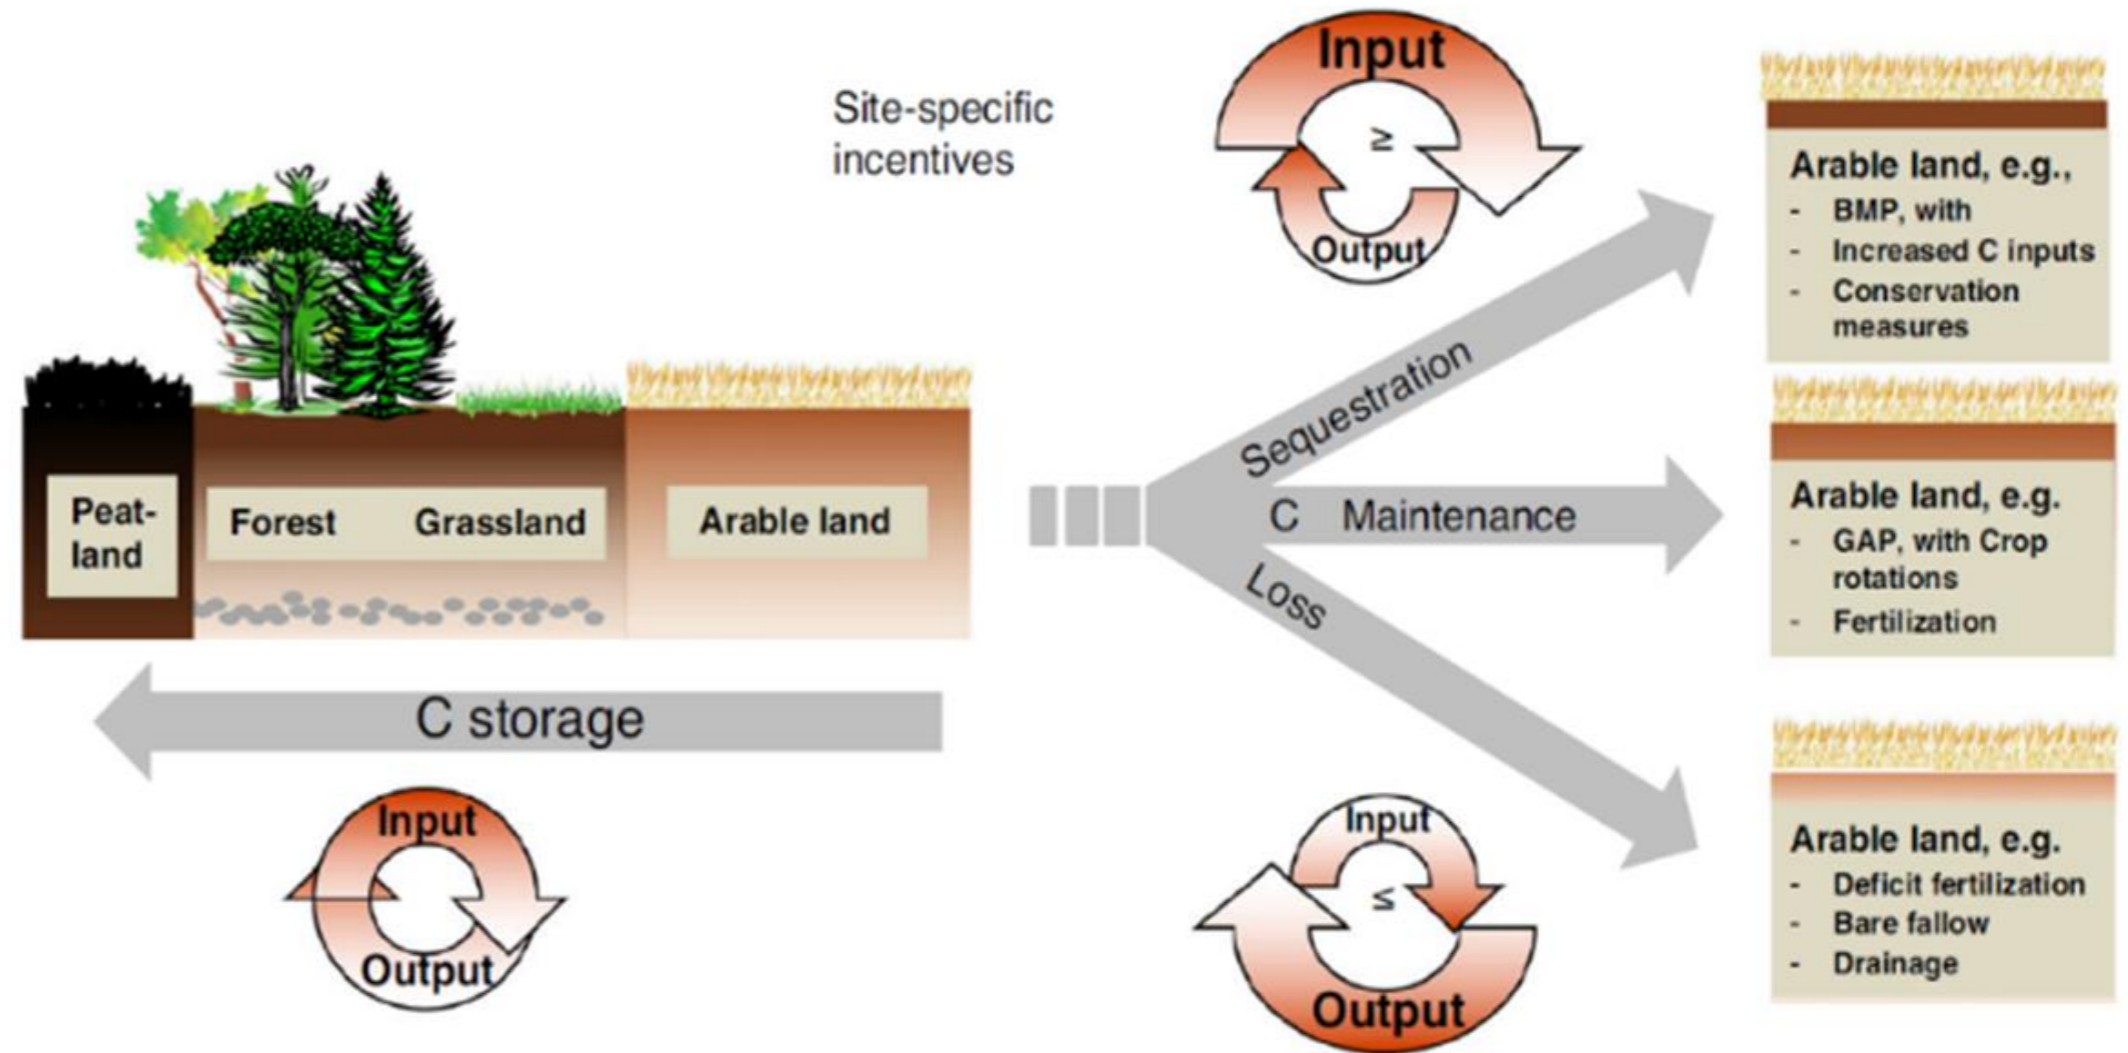 Site-specific
incentives
Peat-
land
Forest
Grassland
Arable land
C storage
Input
Output
Input
≥
Output
Sequestration
C Maintenance
Loss
Input
≤
Output
Arable land, e.g.,
- BMP, with
- Increased C inputs
- Conservation
measures
Arable land, e.g.
- GAP, with Crop
rotations
- Fertilization
Arable land, e.g.
- Deficit fertilization
- Bare fallow
- Drainage